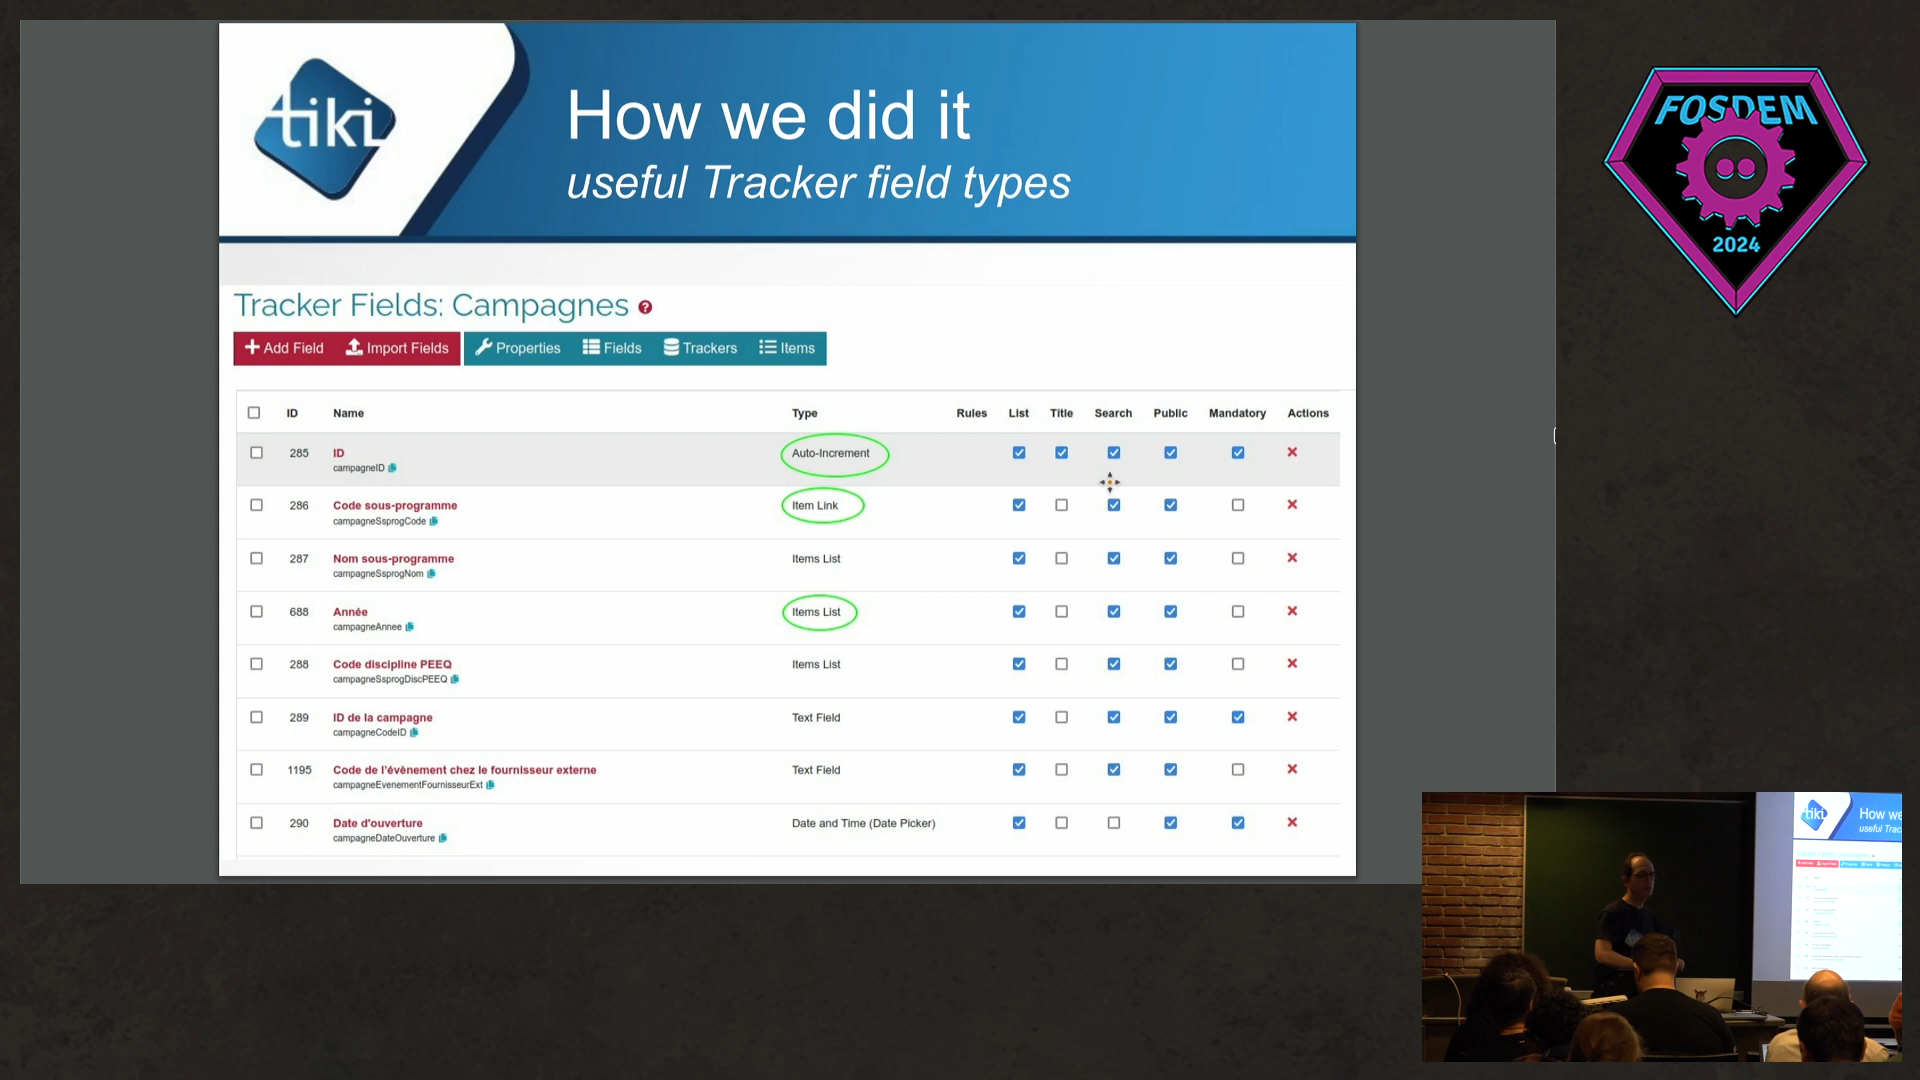 tiki
How we did it
useful Tracker field types
FOSDEM
2024
Tracker Fields: Campagnes ?
Add Field Import Fields Properties Fields Trackers Items
ID Name Type Rules List Title Search Public Mandatory Actions
285 ID Auto-Increment
campagneID
286 Code sous-programme Item Link
campagneSsprogCode
287 Nom sous-programme Items List
campagneSsprogNom
688 Année Items List
campagneAnnee
288 Code discipline PEEQ Items List
campagneSsprogDiscPEEQ
289 ID de la campagne Text Field
campagneCodeID
1195 Code de l'évènement chez le fournisseur externe Text Field
campagneEvenementFournisseurExt
290 Date d'ouverture Date and Time (Date Picker)
campagneDateOuverture
tiki
How we
useful Trac